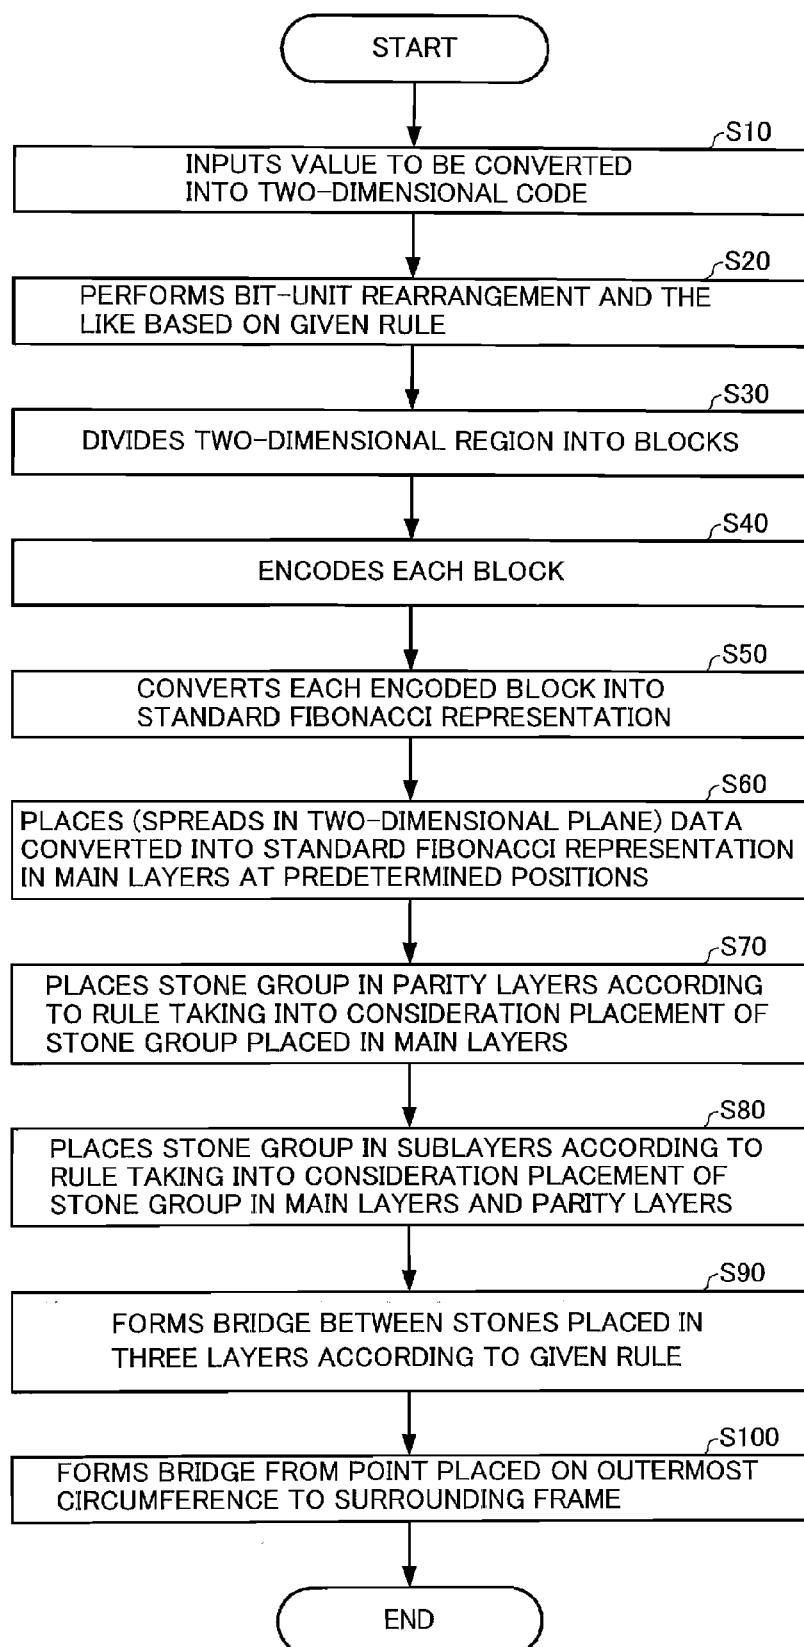 START
S10
INPUTS VALUE TO BE CONVERTED
INTO TWO-DIMENSIONAL CODE
S20
PERFORMS BIT-UNIT REARRANGEMENT AND THE
LIKE BASED ON GIVEN RULE
S30
DIVIDES TWO-DIMENSIONAL REGION INTO BLOCKS
S40
ENCODES EACH BLOCK
S50
CONVERTS EACH ENCODED BLOCK INTO
STANDARD FIBONACCI REPRESENTATION
S60
PLACES (SPREADS IN TWO-DIMENSIONAL PLANE) DATA
CONVERTED INTO STANDARD FIBONACCI REPRESENTATION
IN MAIN LAYERS AT PREDETERMINED POSITIONS
S70
PLACES STONE GROUP IN PARITY LAYERS ACCORDING
TO RULE TAKING INTO CONSIDERATION PLACEMENT OF
STONE GROUP PLACED IN MAIN LAYERS
S80
PLACES STONE GROUP IN SUBLAYERS ACCORDING TO
RULE TAKING INTO CONSIDERATION PLACEMENT OF
STONE GROUP IN MAIN LAYERS AND PARITY LAYERS
S90
FORMS BRIDGE BETWEEN STONES PLACED IN
THREE LAYERS ACCORDING TO GIVEN RULE
S100
FORMS BRIDGE FROM POINT PLACED ON OUTERMOST
CIRCUMFERENCE TO SURROUNDING FRAME
END